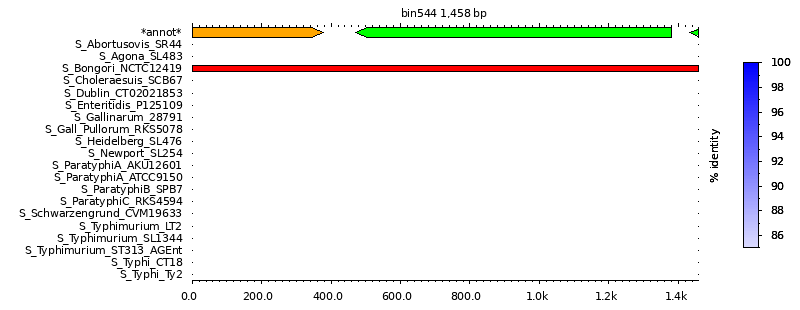 bin544 1,458 bp
*annot*
S_Abortusovis_SR44
S_Agona_SL483
S_Bongori_NCTC12419
S_Choleraesuis_SCB67
S_Dublin_CT02021853
S_Enteritidis_P125109
S_Gallinarum_28791
S_Gall_Pullorum_RKS5078
S_Heidelberg_SL476
S_Newport_SL254
S_ParatyphiA_AKU12601
S_ParatyphiA_ATCC9150
S_ParatyphiB_SPB7
S_ParatyphiC_RKS4594
S_Schwarzengrund_CVM19633
S_Typhimurium_LT2
S_Typhimurium_SL1344
S_Typhimurium_ST313_AGEnt
S_Typhi_CT18
S_Typhi_Ty2
0.0 200.0 400.0 600.0 800.0 1.0k 1.2k 1.4k
% identity
100
98
96
94
92
90
88
86